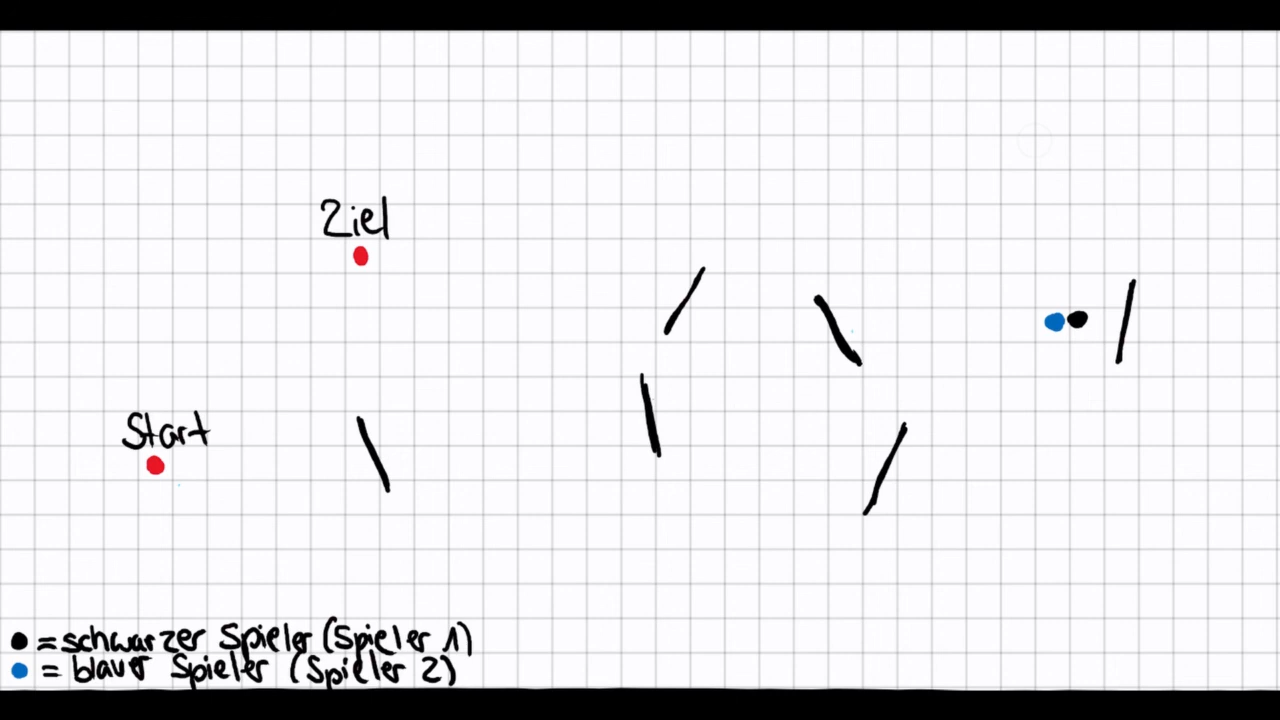 Ziel
Start
= schwarzer Spieler (Spieler 1)
= blauer Spieler (Spieler 2)